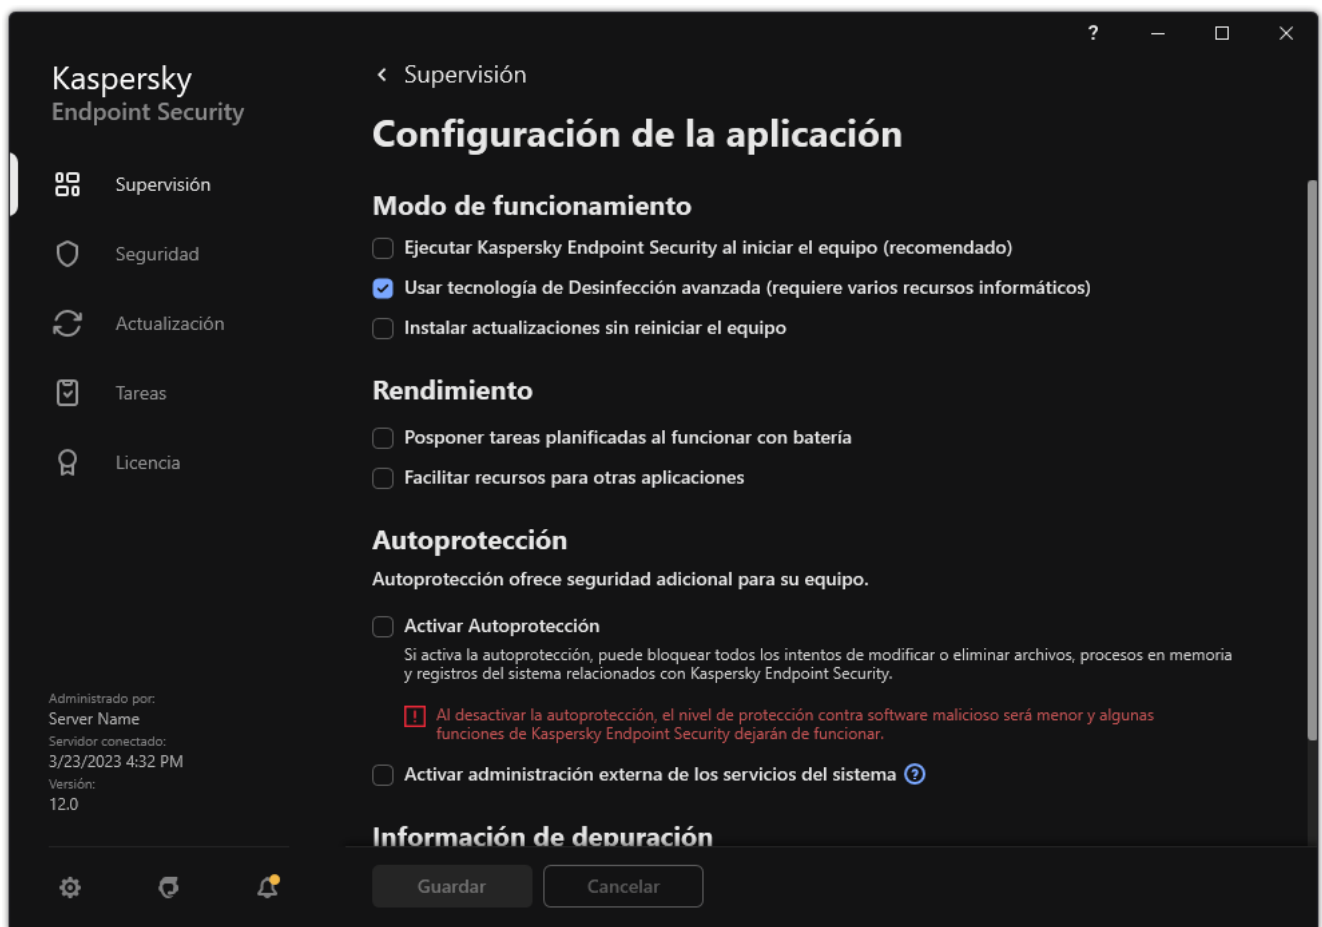 ?
Kaspersky
Endpoint Security
Supervisión
Seguridad
Actualización
Tareas
Licencia
Administrado por:
Server Name
Servidor conectado:
3/23/2023 4:32 PM
Versión:
12.0
Supervisión
Configuración de la aplicación
Modo de funcionamiento
Ejecutar Kaspersky Endpoint Security al iniciar el equipo (recomendado)
Usar tecnología de Desinfección avanzada (requiere varios recursos informáticos)
Instalar actualizaciones sin reiniciar el equipo
Rendimiento
Posponer tareas planificadas al funcionar con batería
Facilitar recursos para otras aplicaciones
Autoprotección
Autoprotección ofrece seguridad adicional para su equipo.
Activar Autoprotección
Si activa la autoprotección, puede bloquear todos los intentos de modificar o eliminar archivos, procesos en memoria
y registros del sistema relacionados con Kaspersky Endpoint Security.
Al desactivar la autoprotección, el nivel de protección contra software malicioso será menor y algunas
funciones de Kaspersky Endpoint Security dejarán de funcionar.
Activar administración externa de los servicios del sistema ?
Información de depuración
Guardar
Cancelar